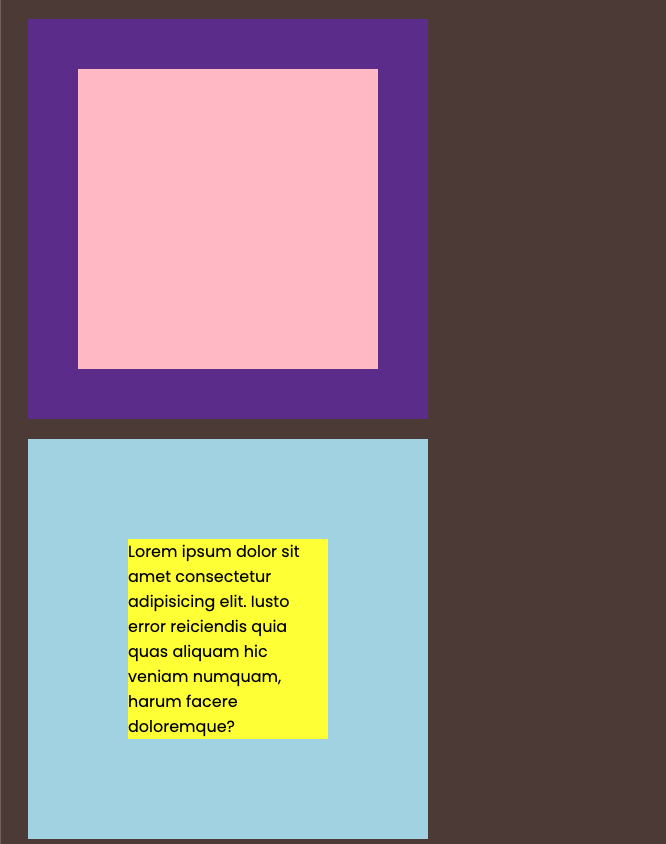 Lorem ipsum dolor sit
amet consectetur
adipisicing elit. Iusto
error reiciendis quia
quas aliquam hic
veniam numquam,
harum facere
doloremque?